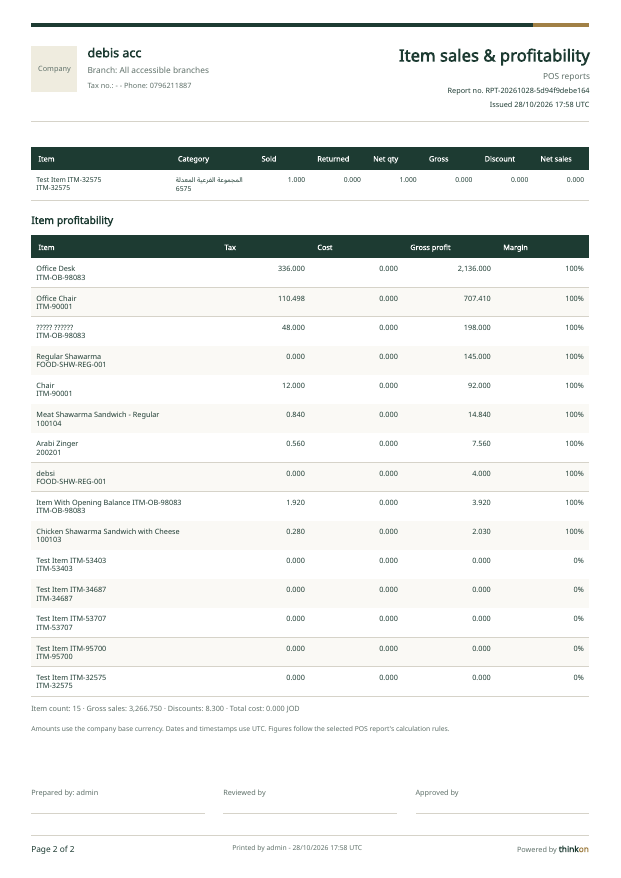 Company
debis acc
Branch: All accessible branches
Tax no.: - - Phone: 0796211887
Item sales & profitability
POS reports
Report no. RPT-20261028-5d94f9debe164
Issued 28/10/2026 17:58 UTC
Item Category Sold Returned Net qty Gross Discount Net sales
Test Item ITM-32575 المجموعة الفرعية المعدلة 1.000 0.000 1.000 0.000 0.000 0.000
ITM-32575 6575
Item profitability
Item Tax Cost Gross profit Margin
Office Desk 336.000 0.000 2,136.000 100%
ITM-OB-98083
Office Chair 110.498 0.000 707.410 100%
ITM-90001
????? ?????? 48.000 0.000 198.000 100%
ITM-OB-98083
Regular Shawarma 0.000 0.000 145.000 100%
FOOD-SHW-REG-001
Chair 12.000 0.000 92.000 100%
ITM-90001
Meat Shawarma Sandwich - Regular 0.840 0.000 14.840 100%
100104
Arabi Zinger 0.560 0.000 7.560 100%
200201
debsi 0.000 0.000 4.000 100%
FOOD-SHW-REG-001
Item With Opening Balance ITM-OB-98083 1.920 0.000 3.920 100%
ITM-OB-98083
Chicken Shawarma Sandwich with Cheese 0.280 0.000 2.030 100%
100103
Test Item ITM-53403 0.000 0.000 0.000 0%
ITM-53403
Test Item ITM-34687 0.000 0.000 0.000 0%
ITM-34687
Test Item ITM-53707 0.000 0.000 0.000 0%
ITM-53707
Test Item ITM-95700 0.000 0.000 0.000 0%
ITM-95700
Test Item ITM-32575 0.000 0.000 0.000 0%
ITM-32575
Item count: 15 · Gross sales: 3,266.750 · Discounts: 8.300 · Total cost: 0.000 JOD
Amounts use the company base currency. Dates and timestamps use UTC. Figures follow the selected POS report's calculation rules.
Prepared by: admin Reviewed by Approved by
Page 2 of 2 Printed by admin - 28/10/2026 17:58 UTC Powered by thinkon